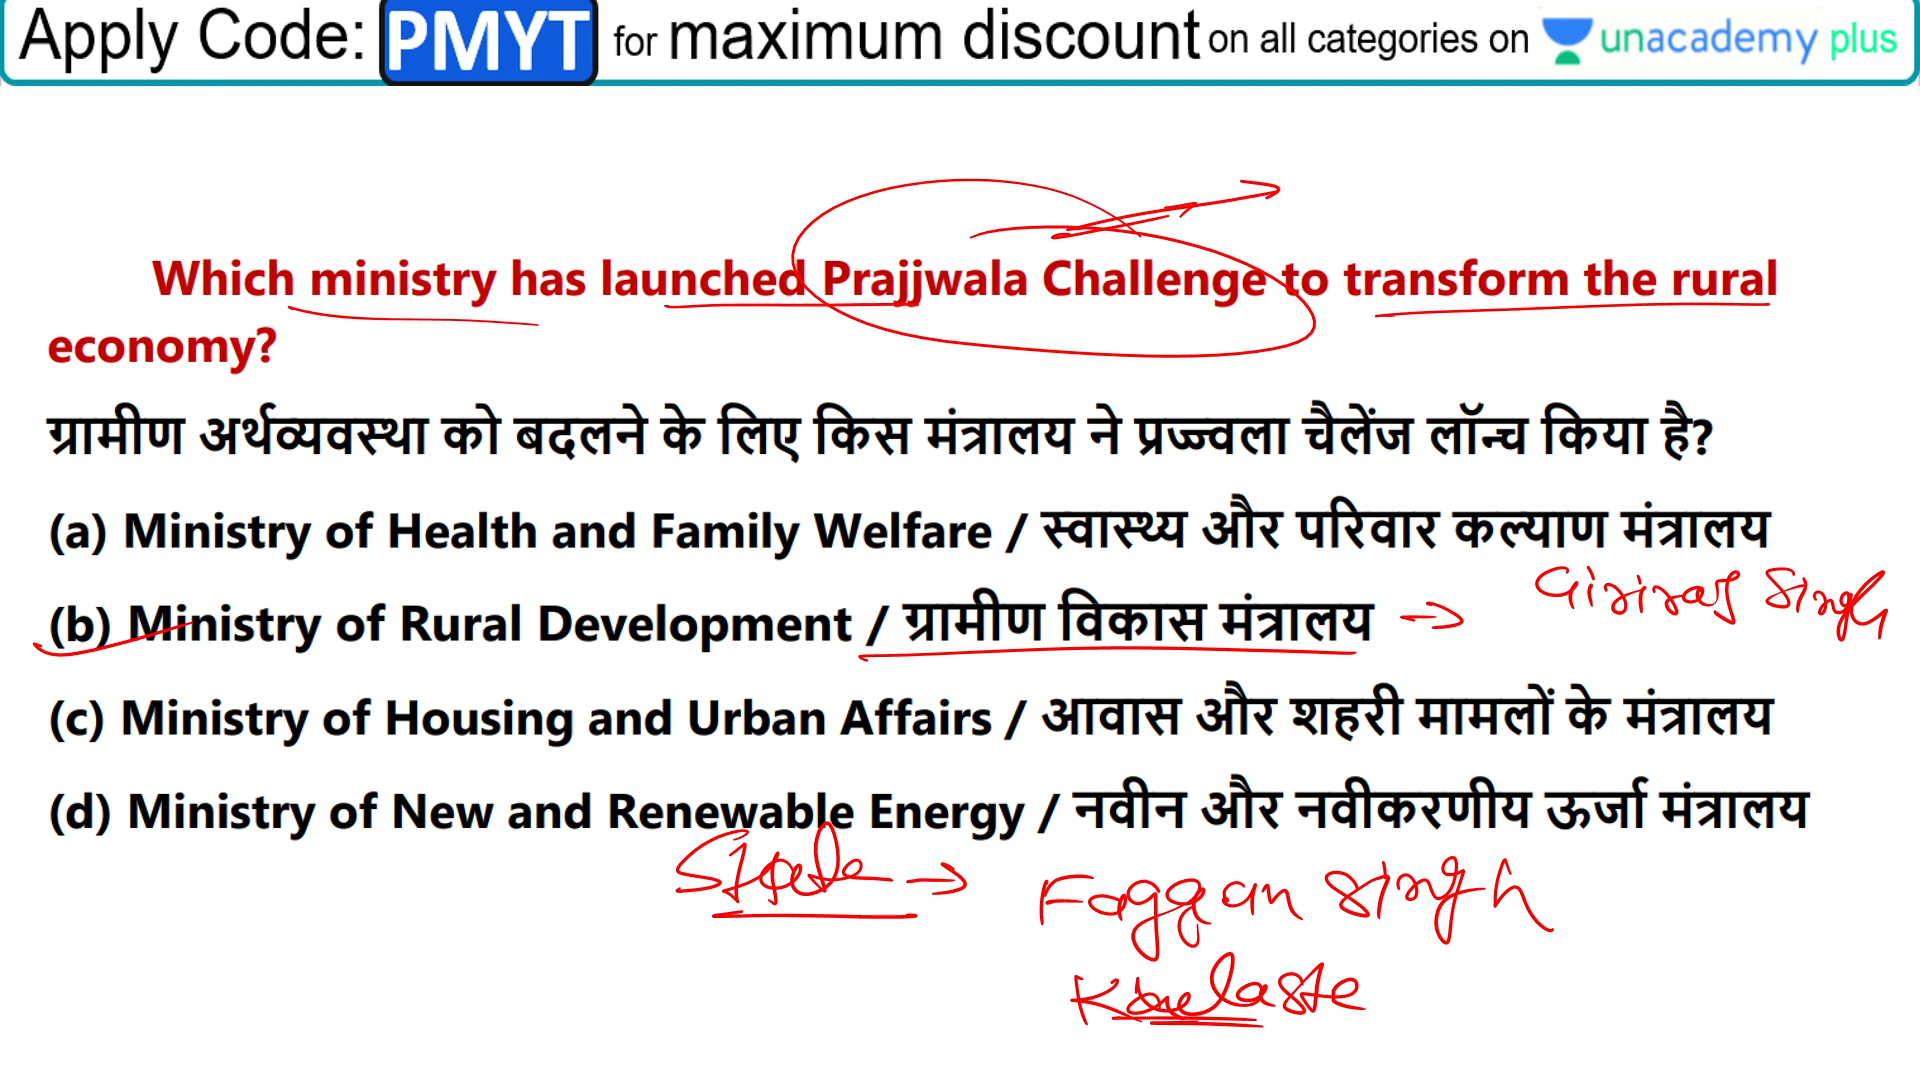 Apply Code: PMYT for maximum discount on all categories on unacademy plus
Which ministry has launched Prajjwala Challenge to transform the rural
economy?
ग्रामीण अर्थव्यवस्था को बदलने के लिए किस मंत्रालय ने प्रज्ज्वला चैलेंज लॉन्च किया है?
(a) Ministry of Health and Family Welfare / स्वास्थ्य और परिवार कल्याण मंत्रालय
Giriraj Singh
(b) Ministry of Rural Development / ग्रामीण विकास मंत्रालय
(c) Ministry of Housing and Urban Affairs / आवास और शहरी मामलों के मंत्रालय
(d) Ministry of New and Renewable Energy / नवीन और नवीकरणीय ऊर्जा मंत्रालय
State Faggan Singh